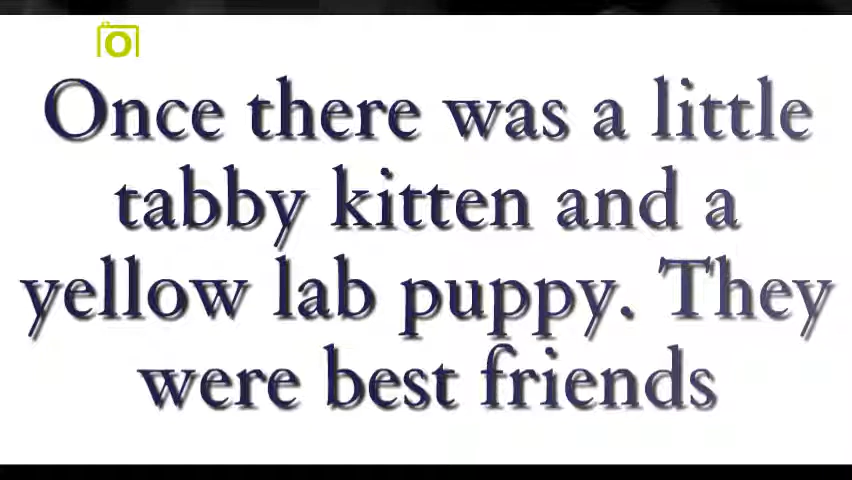 Once there was a little
tabby kitten and a
yellow lab puppy. They
were best friends